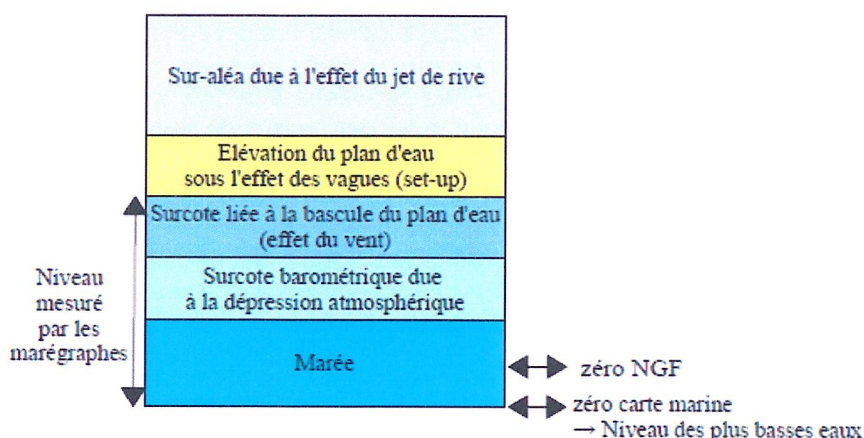 Sur-aléa due à l'effet du jet de rive
Elévation du plan d'eau
sous l'effet des vagues (set-up)
Surcote liée à la bascule du plan d'eau
(effet du vent)
Surcote barométrique due
à la dépression atmosphérique
Marée
Niveau
mesuré
par les
marégraphes
zéro NGF
zéro carte marine
→ Niveau des plus basses eaux